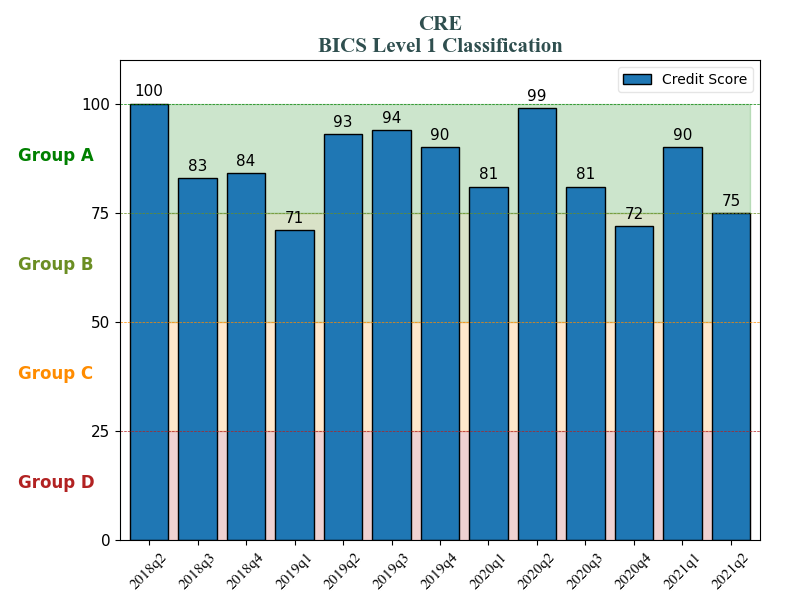 CRE
BICS Level 1 Classification
Credit Score
100
83
84
71
93
94
90
81
99
81
72
90
75
100
75
50
25
0
Group A
Group B
Group C
Group D
2018q2
2018q3
2018q4
2019q1
2019q2
2019q3
2019q4
2020q1
2020q2
2020q3
2020q4
2021q1
2021q2